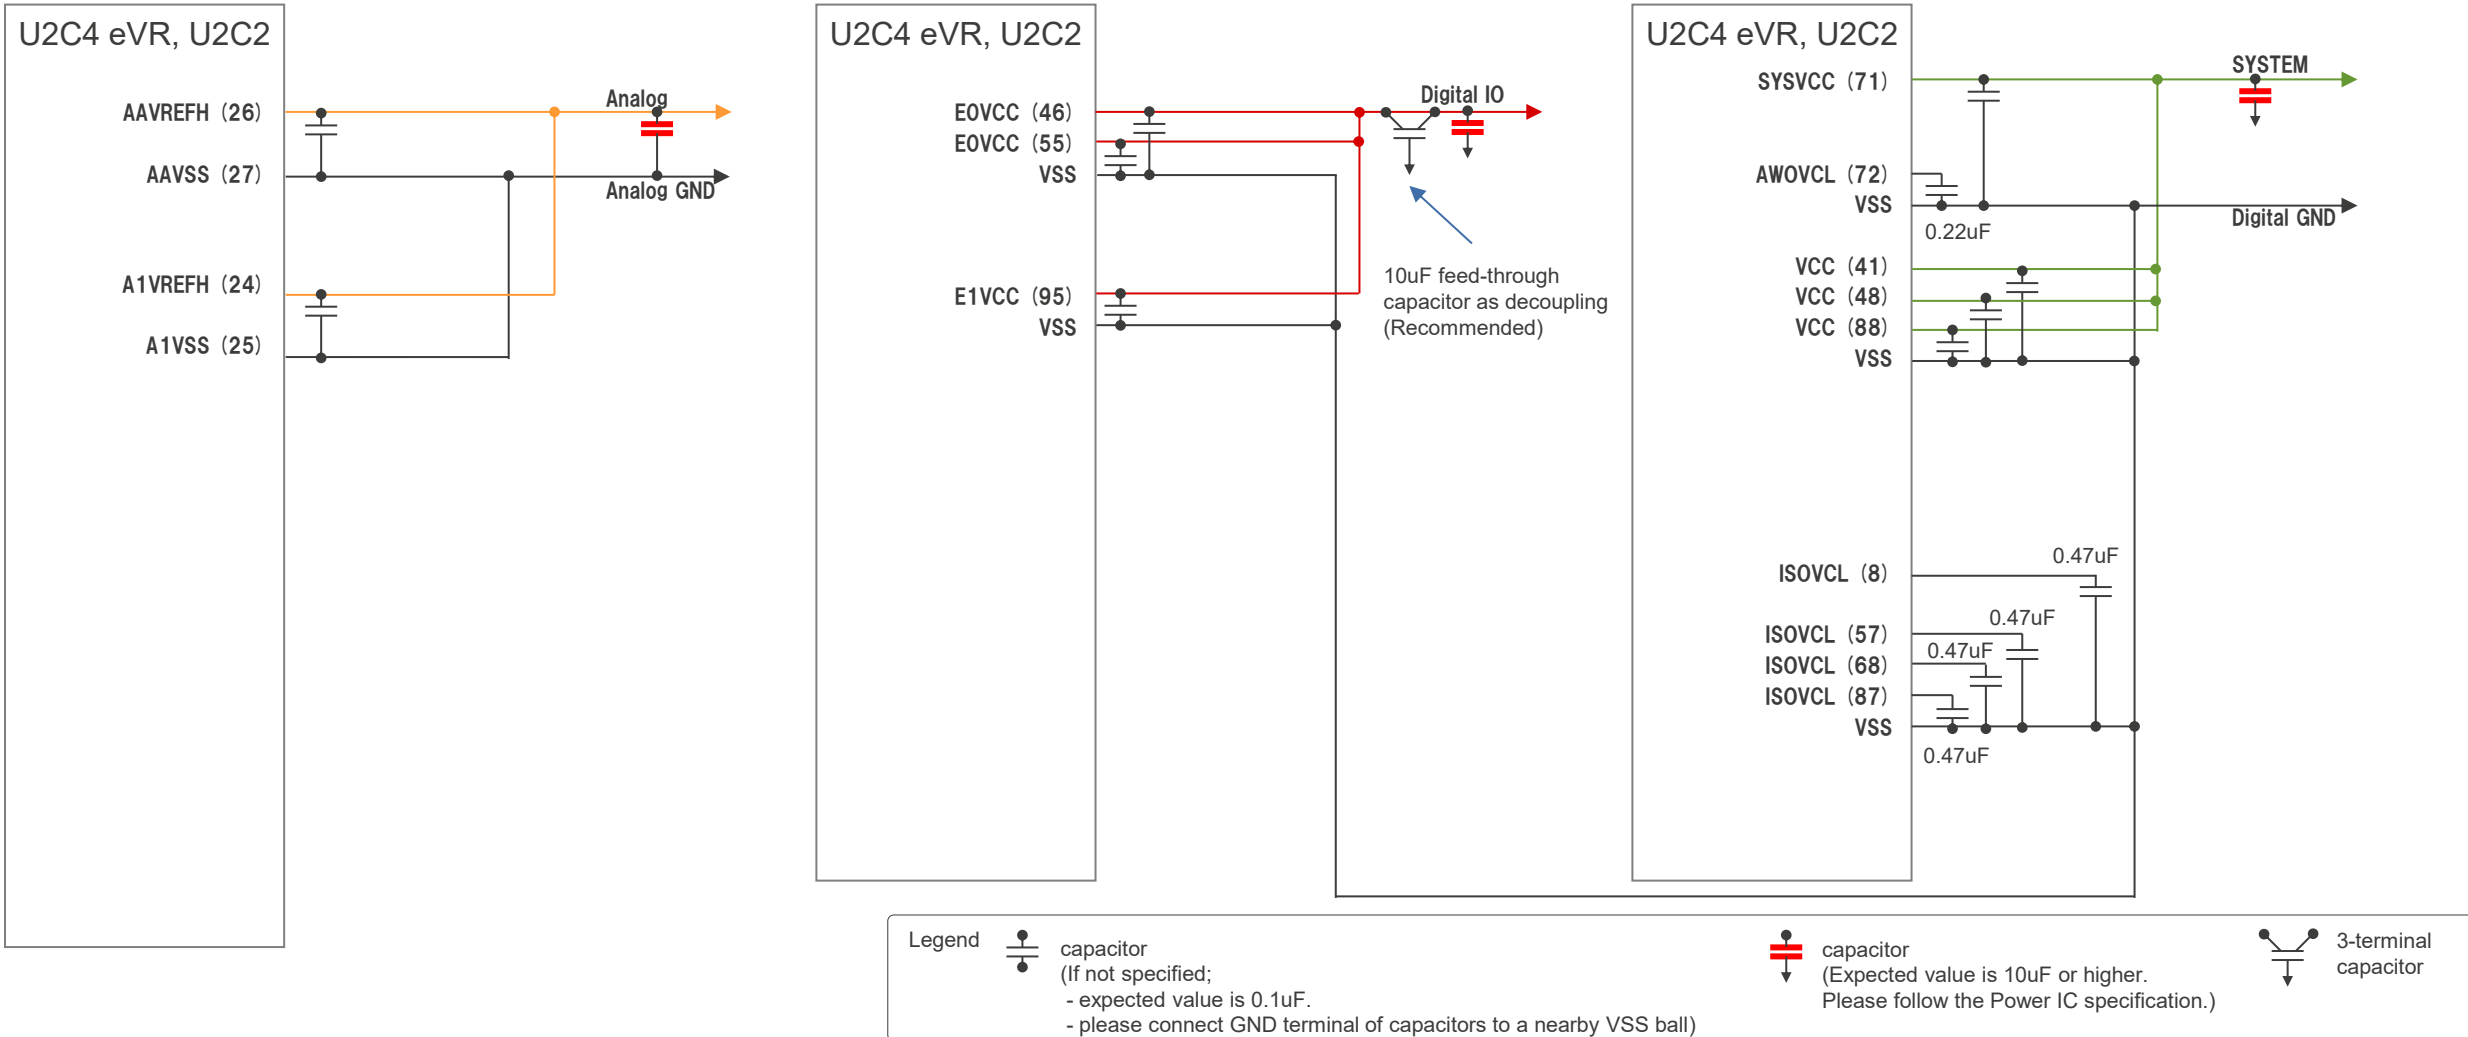 U2C4 eVR, U2C2
AAVREFH (26)
Analog
AAVSS (27)
Analog GND
A1VREFH (24)
A1VSS (25)
U2C4 eVR, U2C2
E0VCC (46)
Digital IO
E0VCC (55)
VSS
10uF feed-through
capacitor as decoupling
(Recommended)
E1VCC (95)
VSS
U2C4 eVR, U2C2
SYSTEM
SYSVCC (71)
AWOVCL (72)
VSS
Digital GND
0.22uF
VCC (41)
VCC (48)
VCC (88)
VSS
0.47uF
ISOVCL (8)
0.47uF
ISOVCL (57)
0.47uF
ISOVCL (68)
ISOVCL (87)
VSS
0.47uF
Legend
capacitor
(If not specified;
- expected value is 0.1uF.
- please connect GND terminal of capacitors to a nearby VSS ball)
capacitor
(Expected value is 10uF or higher.
Please follow the Power IC specification.)
3-terminal
capacitor